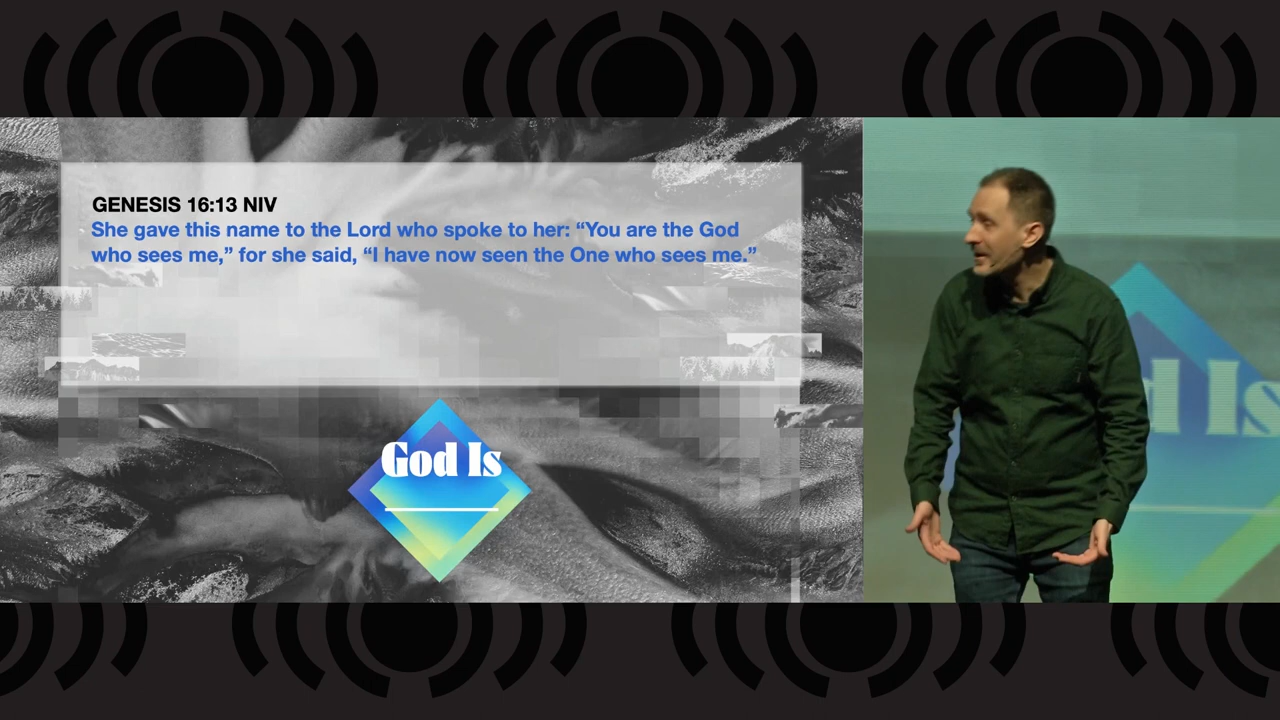 GENESIS 16:13 NIV
She gave this name to the Lord who spoke to her: “You are the God
who sees me,” for she said, “I have now seen the One who sees me.”
God Is
d Is